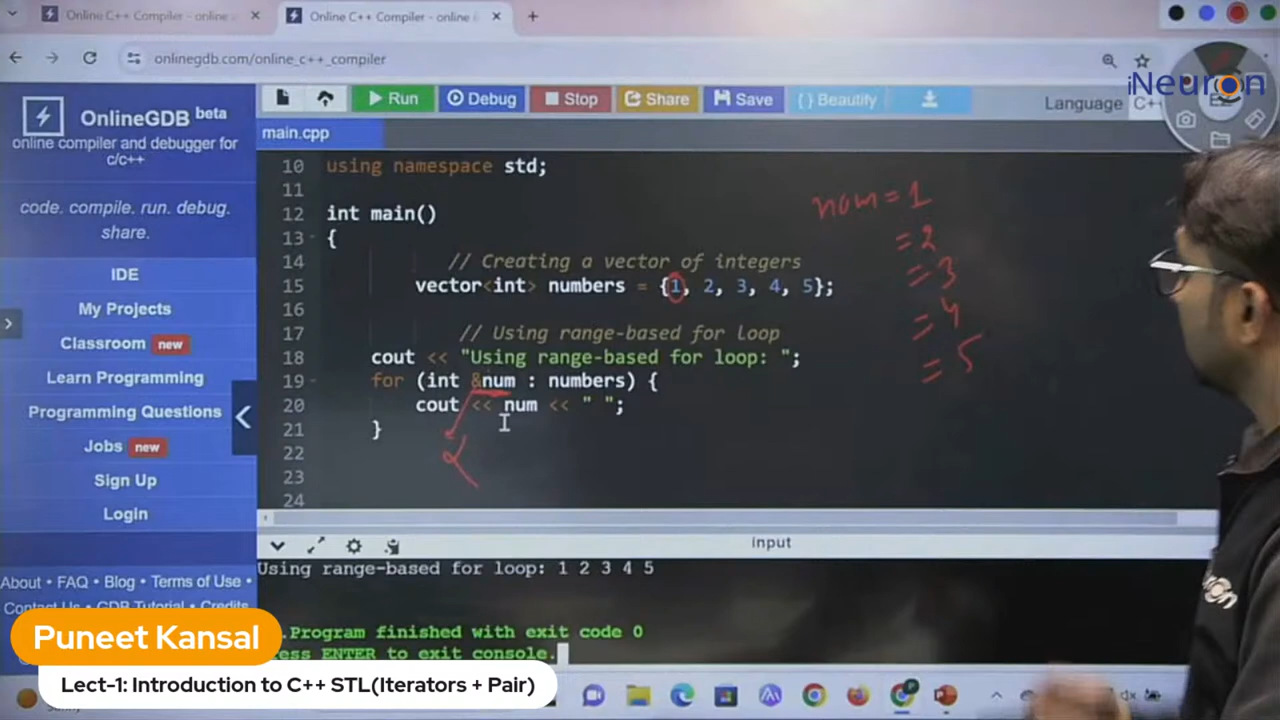 Online C++ Compiler - online
Online C++ Compiler - online
onlinegdb.com/online_c++_compiler
iNeuron
OnlineGDB beta
online compiler and debugger for
c/c++
code. compile. run. debug.
share.
IDE
My Projects
Classroom new
Learn Programming
Programming Questions
Jobs new
Sign Up
Login
About • FAQ • Blog • Terms of Use •
Contact Us • GDB Tutorial • Credits
Run
Debug
Stop
Share
Save
{ } Beautify
Language C++
main.cpp
10 using namespace std;
11
12 int main()
13 {
14 // Creating a vector of integers
15 vector<int> numbers = {1, 2, 3, 4, 5};
16
17 // Using range-based for loop
18 cout << "Using range-based for loop: ";
19 for (int &num : numbers) {
20 cout << num << " ";
21 }
22
23
24
num = 1
= 2
= 3
= 4
= 5
input
Using range-based for loop: 1 2 3 4 5
.Program finished with exit code 0
ess ENTER to exit console.
Puneet Kansal
Lect-1: Introduction to C++ STL(Iterators + Pair)